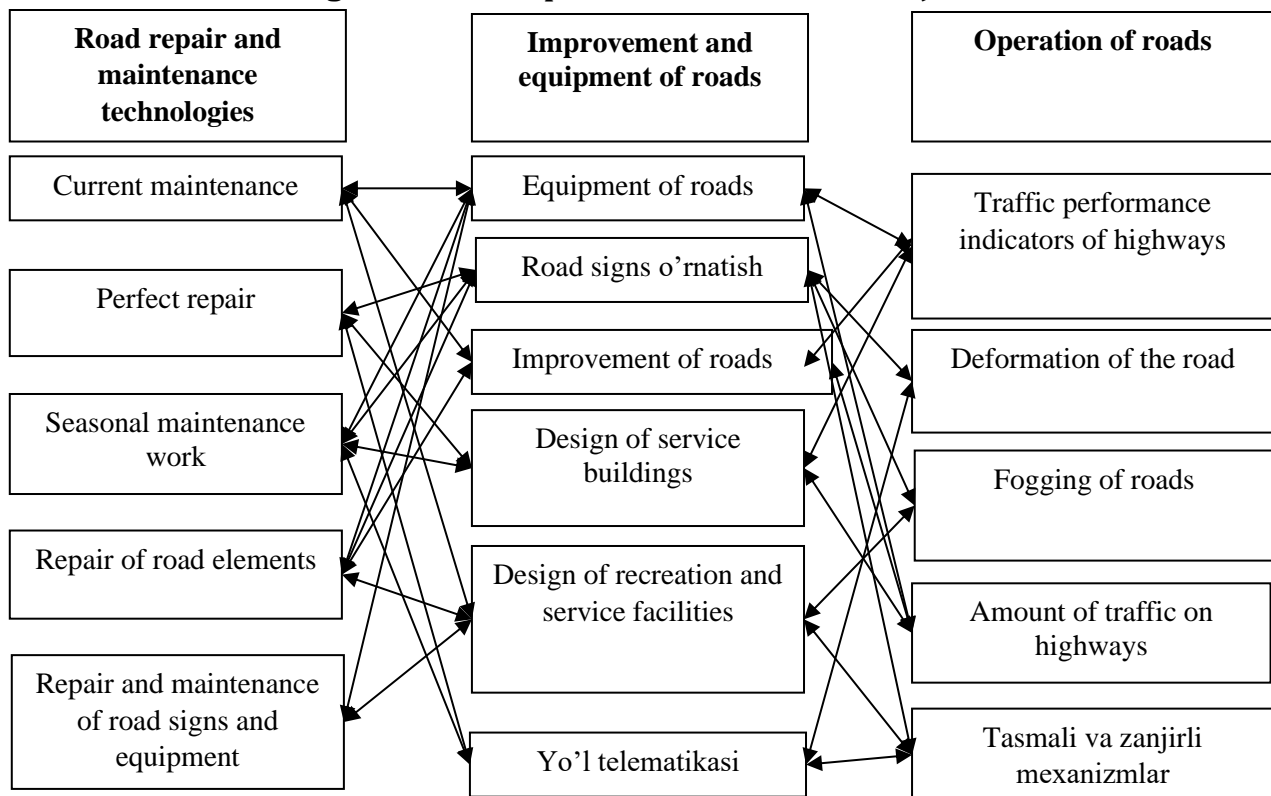 Road repair and
maintenance
technologies
Improvement and
equipment of roads
Operation of roads
Current maintenance
Perfect repair
Seasonal maintenance
work
Repair of road elements
Repair and maintenance
of road signs and
equipment
Equipment of roads
Road signs o’rnatish
Improvement of roads
Design of service
buildings
Design of recreation and
service facilities
Yo’l telematikasi
Traffic performance
indicators of highways
Deformation of the road
Fogging of roads
Amount of traffic on
highways
Tasmali va zanjirli
mexanizmlar